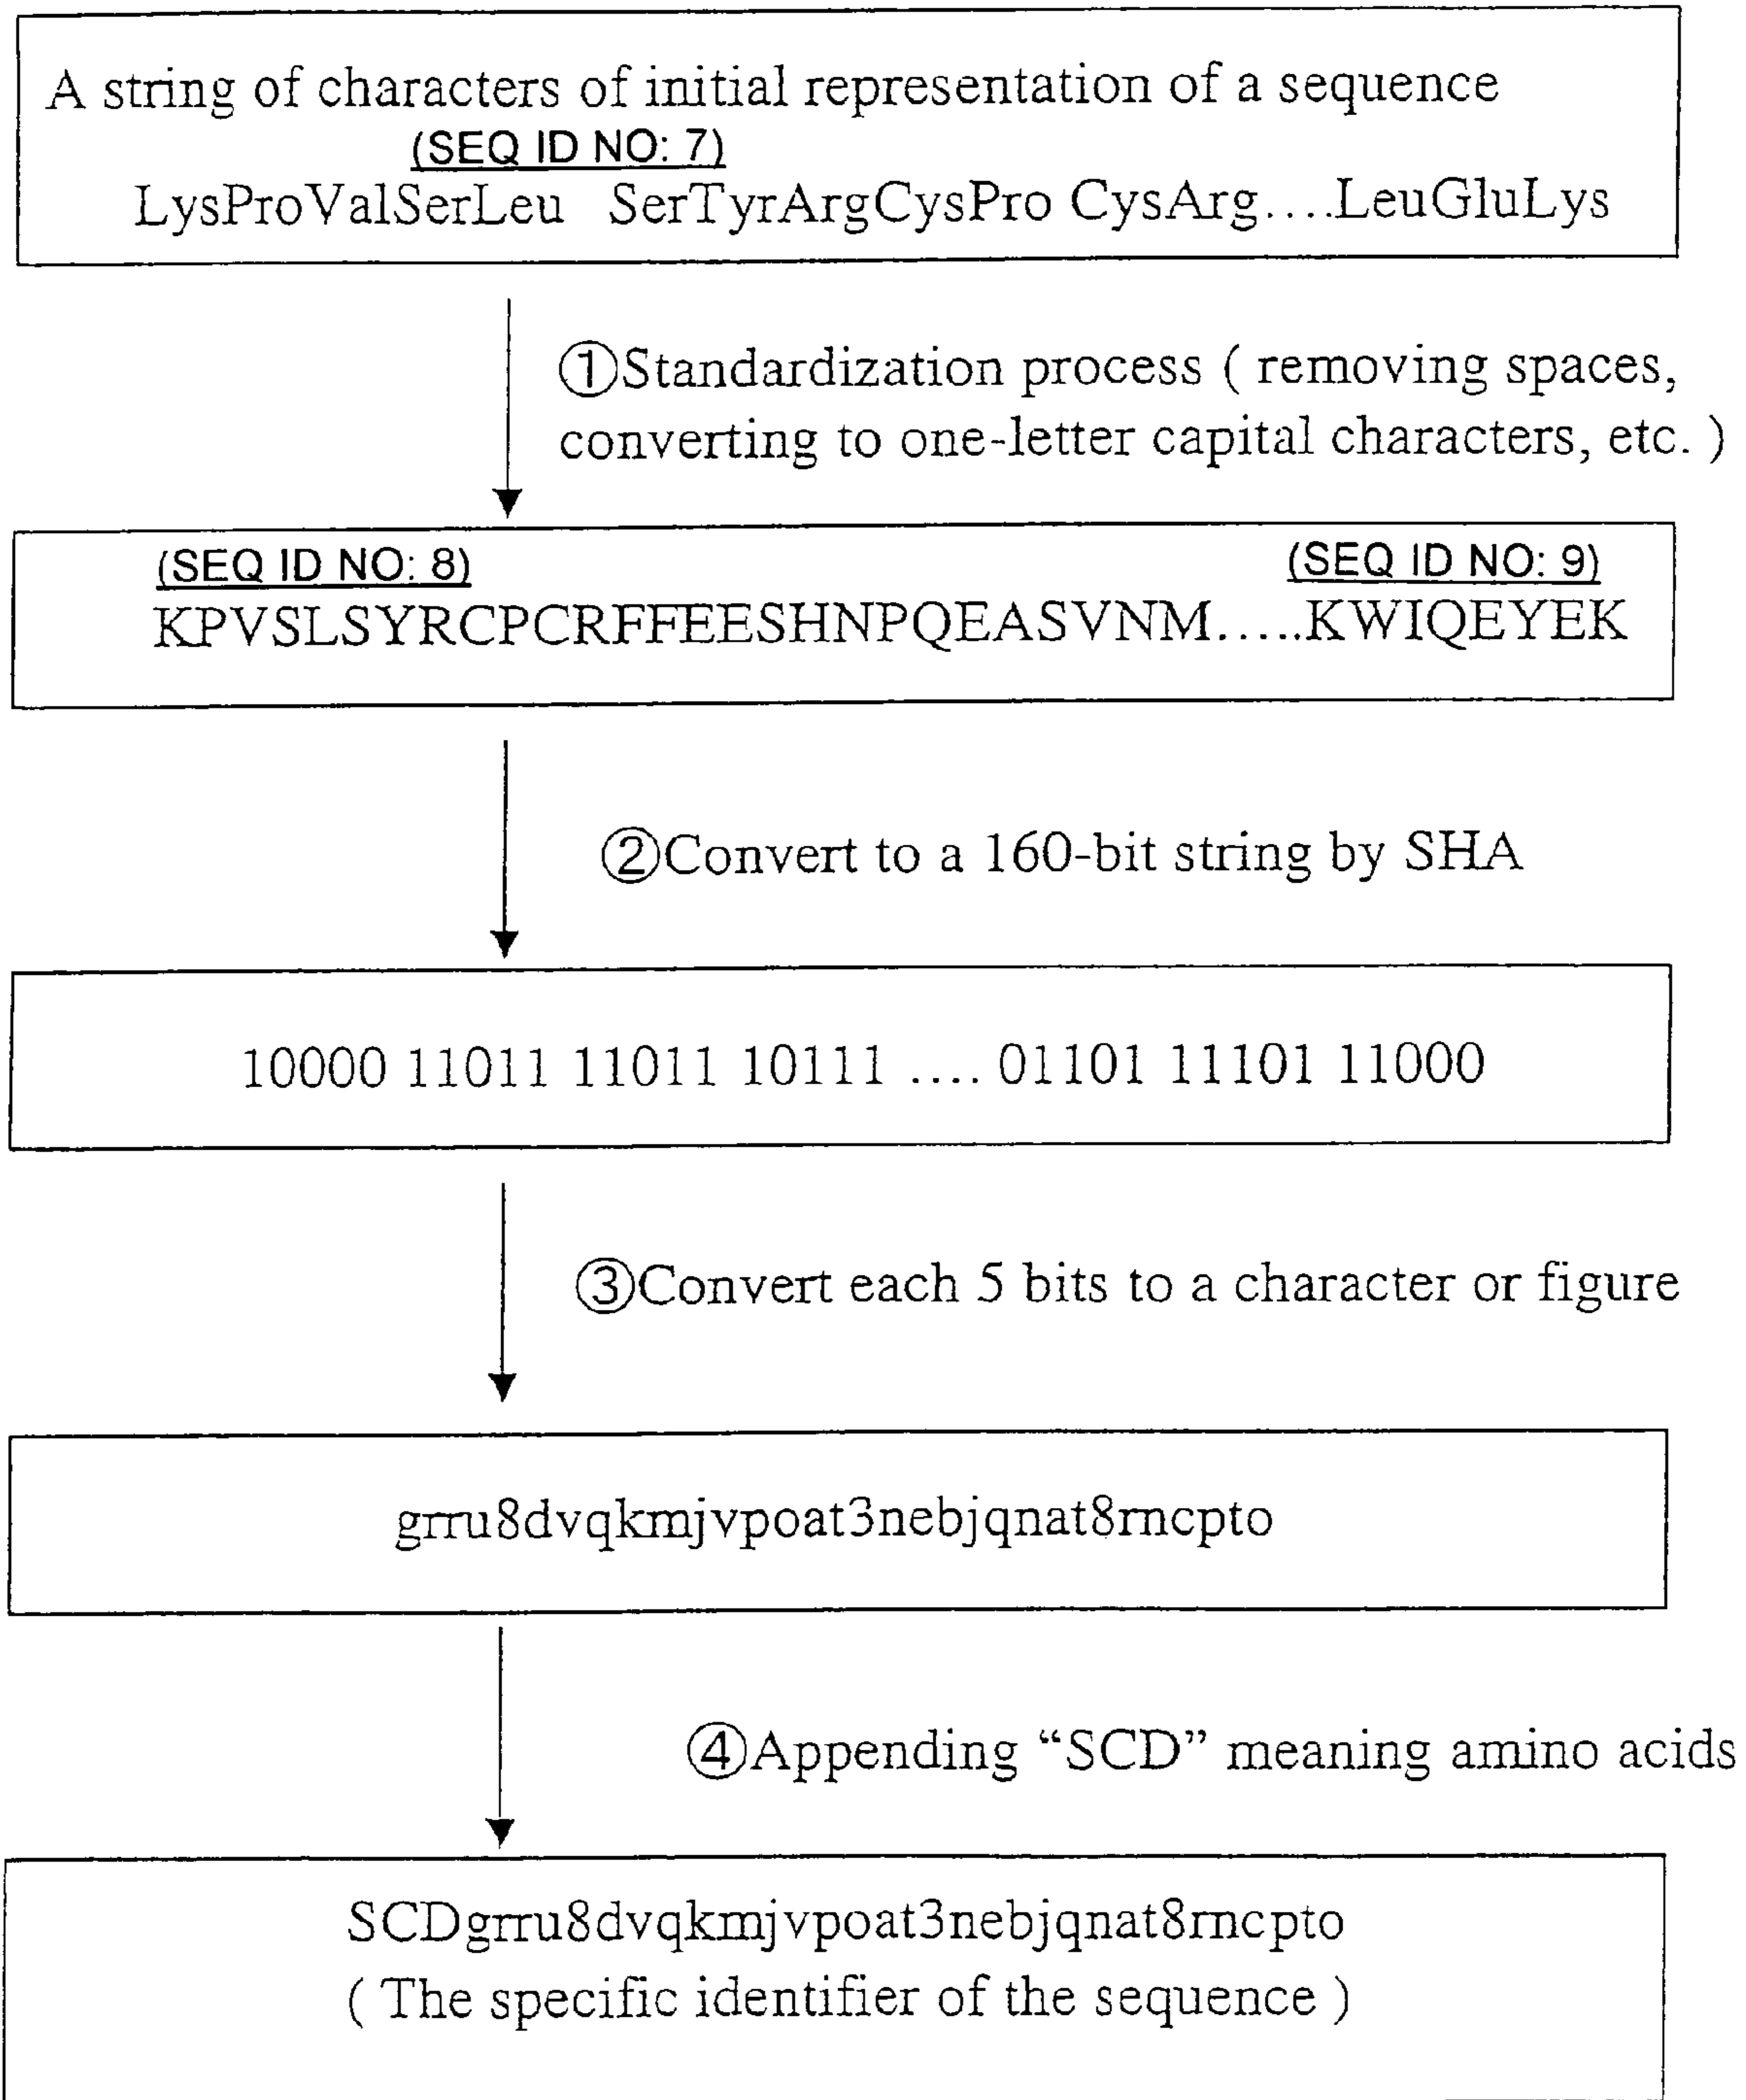 A string of characters of initial representation of a sequence
(SEQ ID NO: 7)
LysProValSerLeu SerTyrArgCysPro CysArg....LeuGluLys
①Standardization process ( removing spaces,
converting to one-letter capital characters, etc. )
(SEQ ID NO: 8) (SEQ ID NO: 9)
KPVSLSYRCPCRFFEESHNPQEASVNM.....KWIQEYEK
②Convert to a 160-bit string by SHA
10000 11011 11011 10111 .... 01101 11101 11000
③Convert each 5 bits to a character or figure
grru8dvqkmjvpoat3nebjqnat8rncpto
④Appending “SCD” meaning amino acids
SCDgrru8dvqkmjvpoat3nebjqnat8rncpto
( The specific identifier of the sequence )